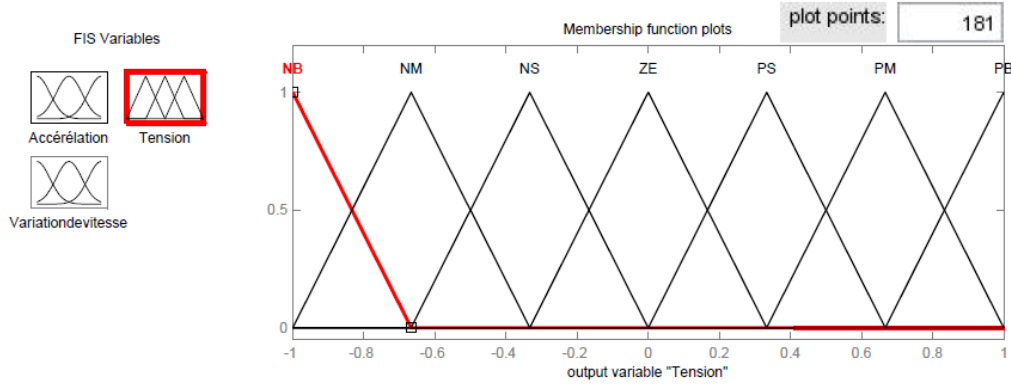 plot points: 181
FIS Variables
Membership function plots
NB NM NS ZE PS PM PB
Accérélation
Tension
Variationdevitesse
1
0.5
0
-1 -0.8 -0.6 -0.4 -0.2 0 0.2 0.4 0.6 0.8 1
output variable "Tension"